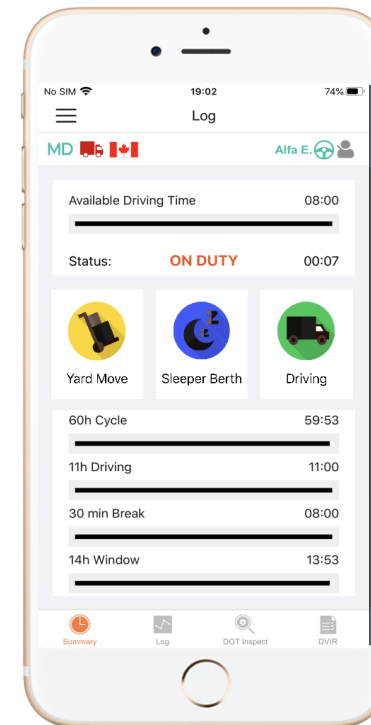 No SIM 19:02 74%
Log
MD Alfa E.
Available Driving Time 08:00
Status: ON DUTY 00:07
Yard Move Sleeper Berth Driving
60h Cycle 59:53
11h Driving 11:00
30 min Break 08:00
14h Window 13:53
Summary Log DOT Inspect DVIR